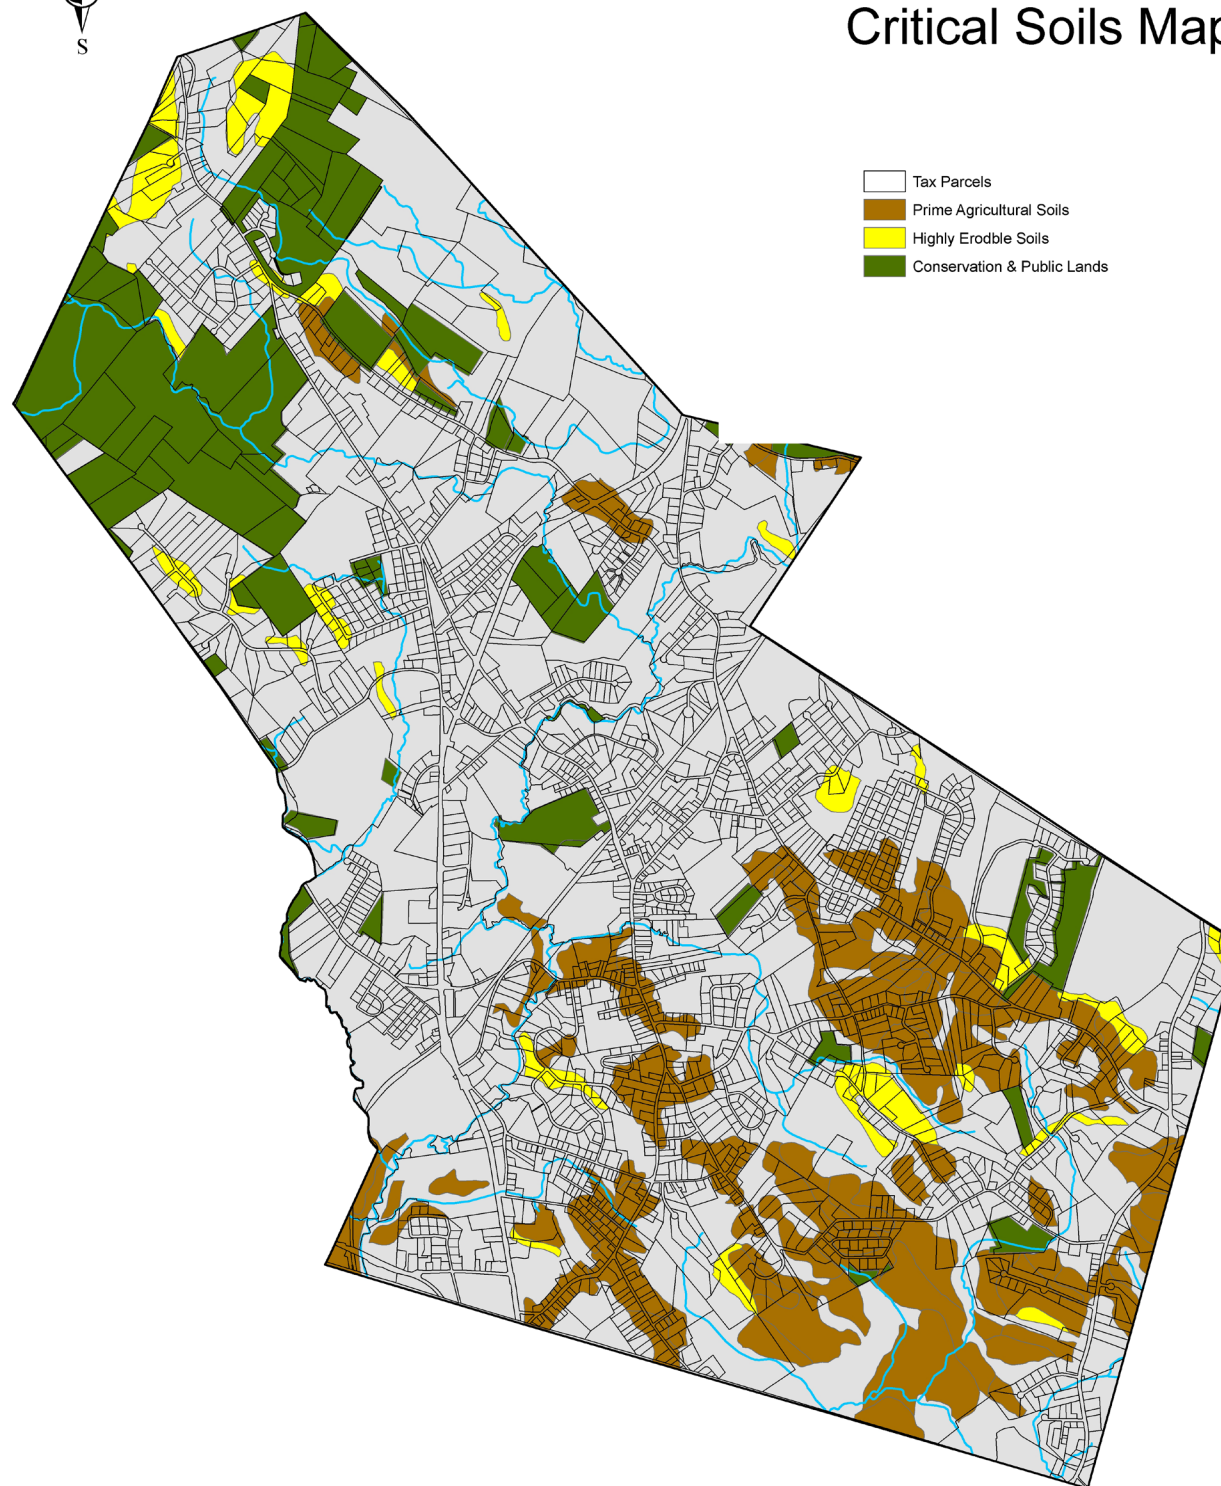 Critical Soils Map
S
Tax Parcels
Prime Agricultural Soils
Highly Erodble Soils
Conservation & Public Lands